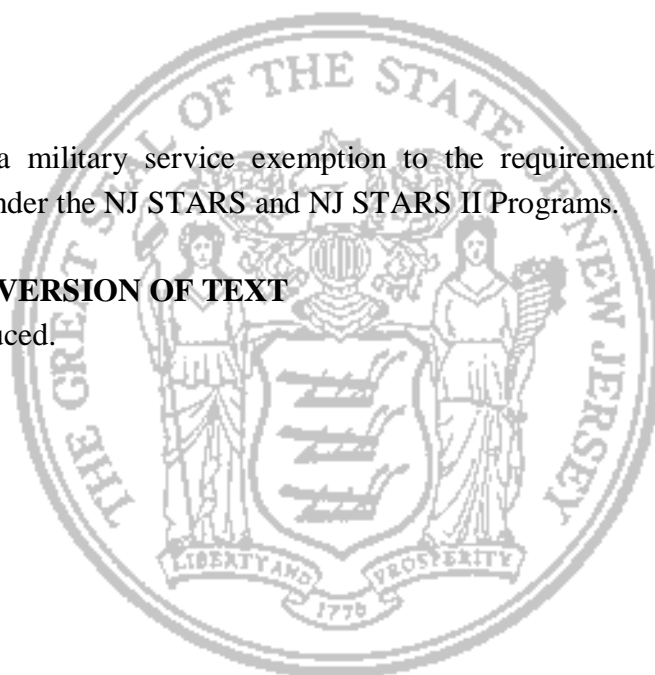 THE GREAT SEAL OF THE STATE OF NEW JERSEY
a military service exemption to the requirement
nder the NJ STARS and NJ STARS II Programs.
VERSION OF TEXT
uced.
LIBERTY AND PROSPERITY
1776